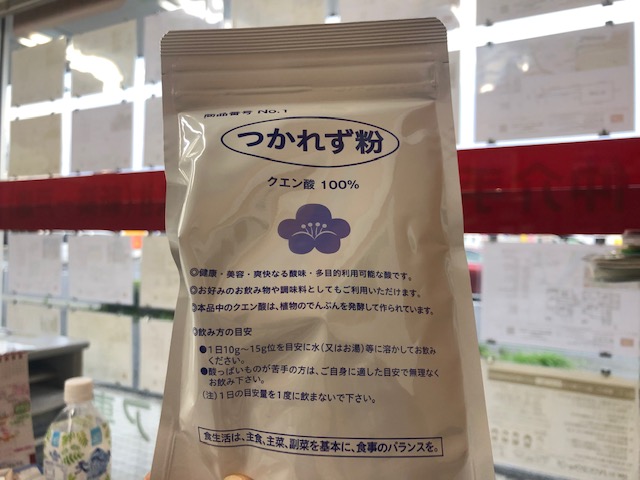 商品番号 No.1
つかれず粉
クエン酸 100%
◎健康・美容・爽快なる酸味・多目的利用可能な酸です。
◎お好みのお飲み物や調味料としてもご利用いただけます。
◎本品中のクエン酸は、植物のでんぷんを発酵して作られています。
◎飲み方の目安
●1日10g〜15g位を目安に水(又はお湯)等に溶かしてお飲み
ください。
●酸っぱいものが苦手の方は、ご自身に適した目安で無理なく
お飲み下さい。
(注)1日の目安量を1度に飲まないで下さい。
食生活は、主食、主菜、副菜を基本に、食事のバランスを。